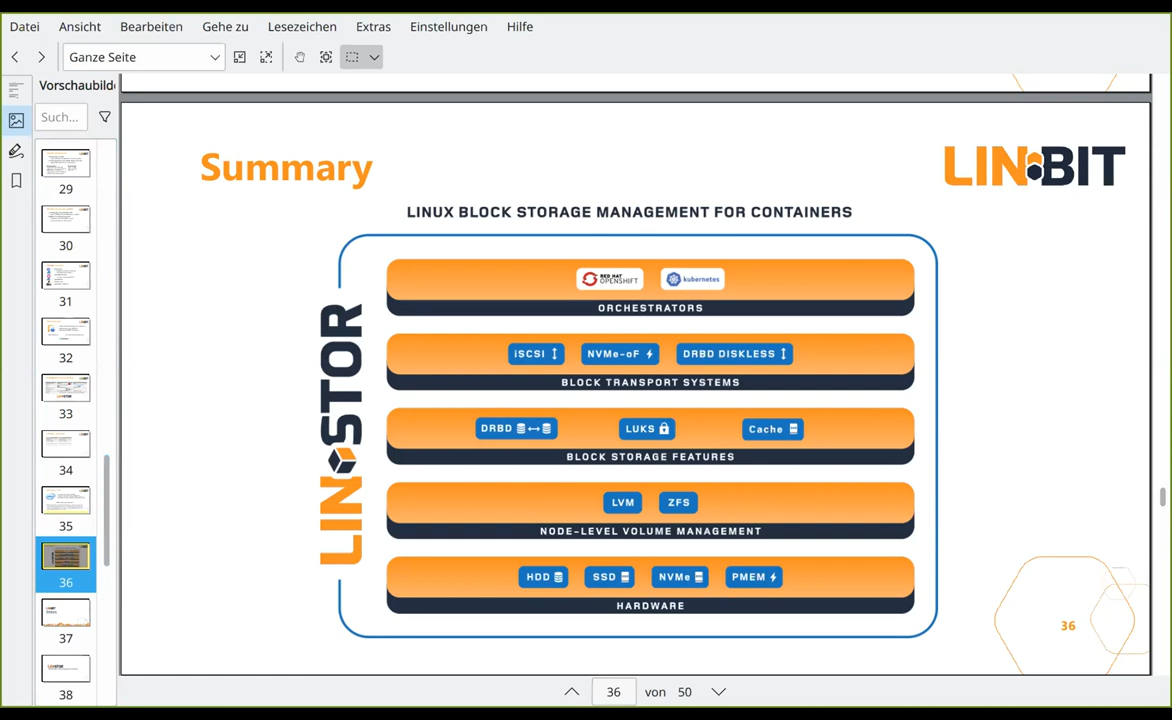 Datei Ansicht Bearbeiten Gehe zu Lesezeichen Extras Einstellungen Hilfe
Ganze Seite
Vorschaubild
Such...
29
30
31
32
33
34
35
36
37
38
Summary
LINBIT
LINUX BLOCK STORAGE MANAGEMENT FOR CONTAINERS
LINSTOR
RED HAT OPENSHIFT kubernetes
ORCHESTRATORS
iSCSI NVMe-oF DRBD DISKLESS
BLOCK TRANSPORT SYSTEMS
DRBD LUKS Cache
BLOCK STORAGE FEATURES
LVM ZFS
NODE-LEVEL VOLUME MANAGEMENT
HDD SSD NVMe PMEM
HARDWARE
36
36 von 50